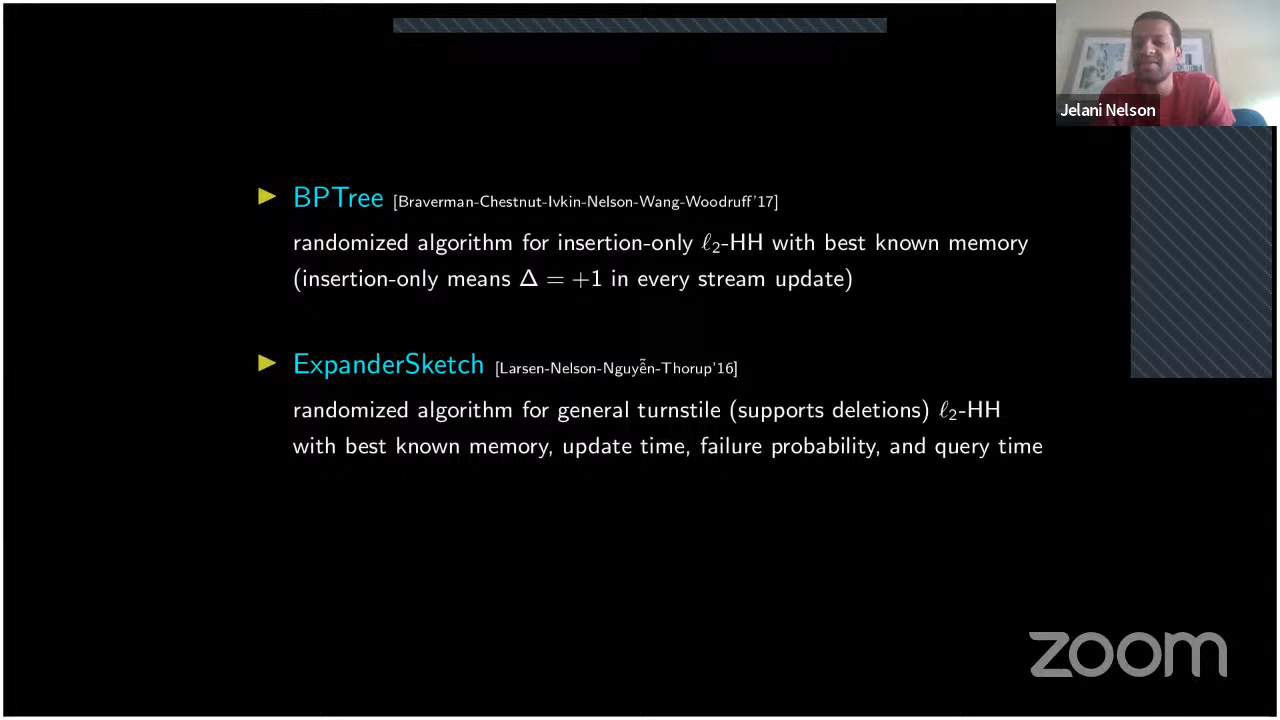 Jelani Nelson
▶ BPTree [Braverman-Chestnut-Ivkin-Nelson-Wang-Woodruff'17]
randomized algorithm for insertion-only ℓ₂-HH with best known memory
(insertion-only means Δ = +1 in every stream update)
▶ ExpanderSketch [Larsen-Nelson-Nguyễn-Thorup'16]
randomized algorithm for general turnstile (supports deletions) ℓ₂-HH
with best known memory, update time, failure probability, and query time
zoom